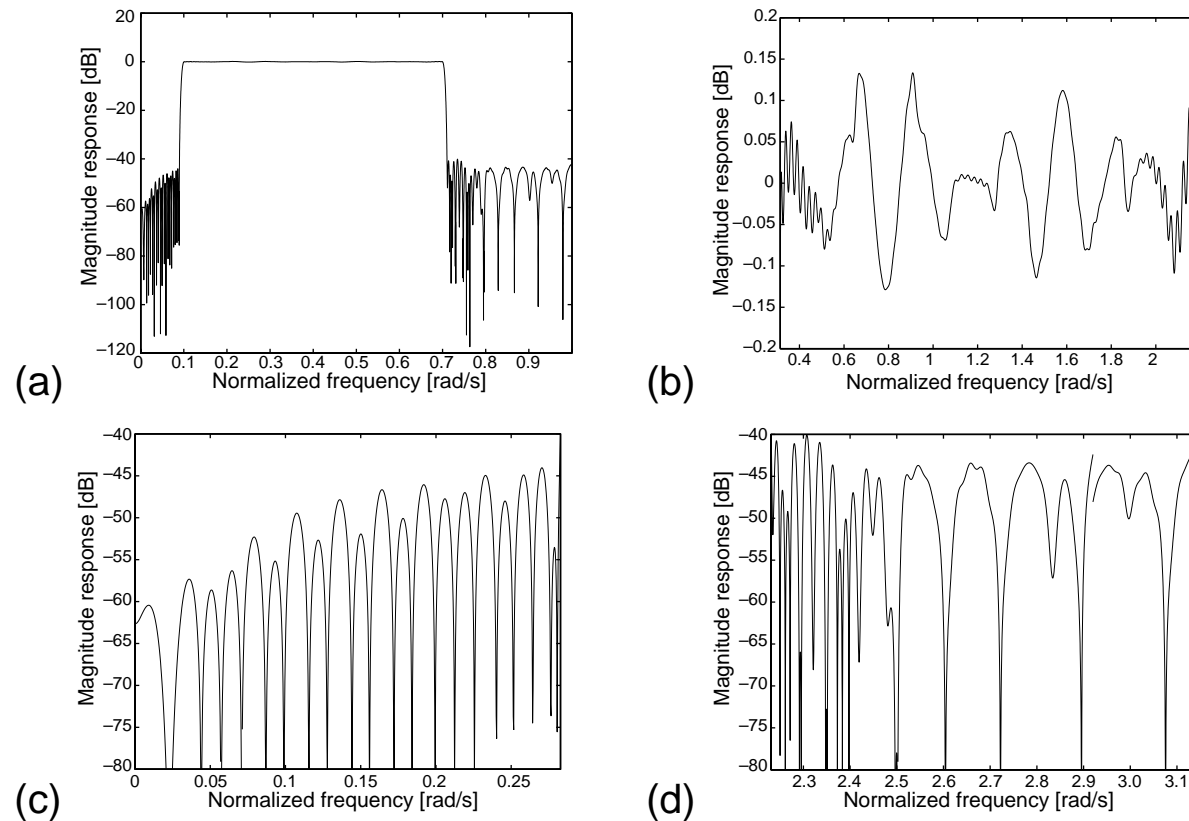 20
0
−20
−40
−60
−80
−100
−120
Magnitude response [dB]
0 0.1 0.2 0.3 0.4 0.5 0.6 0.7 0.8 0.9
Normalized frequency [rad/s]
(a)
0.2
0.15
0.1
0.05
0
−0.05
−0.1
−0.15
−0.2
Magnitude response [dB]
0.4 0.6 0.8 1 1.2 1.4 1.6 1.8 2
Normalized frequency [rad/s]
(b)
−40
−45
−50
−55
−60
−65
−70
−75
−80
Magnitude response [dB]
0 0.05 0.1 0.15 0.2 0.25
Normalized frequency [rad/s]
(c)
−40
−45
−50
−55
−60
−65
−70
−75
−80
Magnitude response [dB]
2.3 2.4 2.5 2.6 2.7 2.8 2.9 3.0 3.1
Normalized frequency [rad/s]
(d)